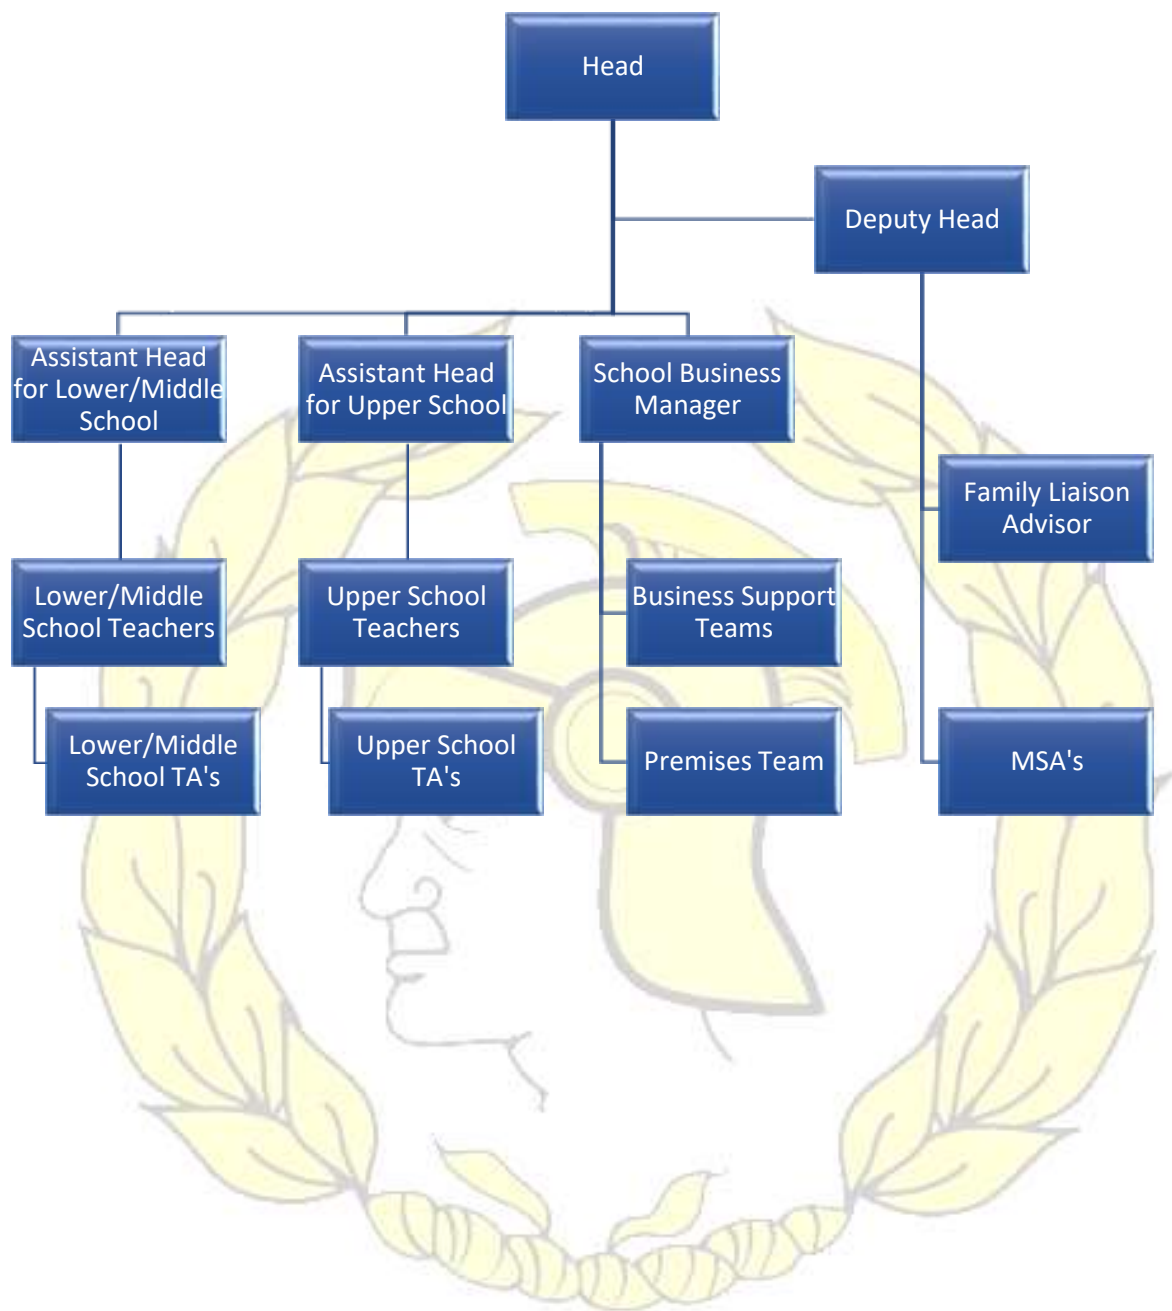 Head
Deputy Head
Assistant Head
for Lower/Middle
School
Assistant Head
for Upper School
School Business
Manager
Family Liaison
Advisor
Lower/Middle
School Teachers
Upper School
Teachers
Business Support
Teams
Lower/Middle
School TA's
Upper School
TA's
Premises Team
MSA's